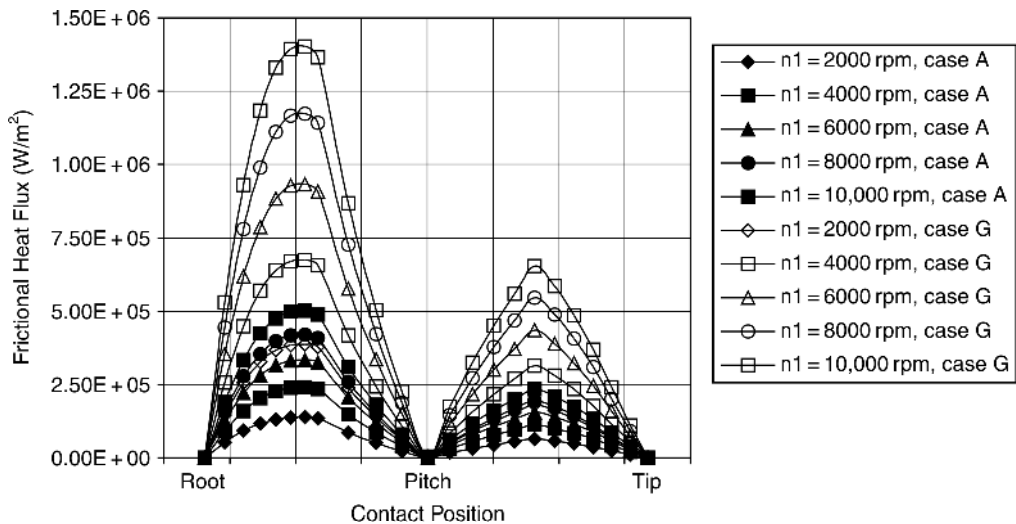 1.50E + 06
1.25E + 06
1.00E + 06
7.50E + 05
5.00E + 05
2.50E + 05
0.00E + 00
Frictional Heat Flux (W/m²)
Root
Pitch
Tip
Contact Position
n1 = 2000 rpm, case A
n1 = 4000 rpm, case A
n1 = 6000 rpm, case A
n1 = 8000 rpm, case A
n1 = 10,000 rpm, case A
n1 = 2000 rpm, case G
n1 = 4000 rpm, case G
n1 = 6000 rpm, case G
n1 = 8000 rpm, case G
n1 = 10,000 rpm, case G